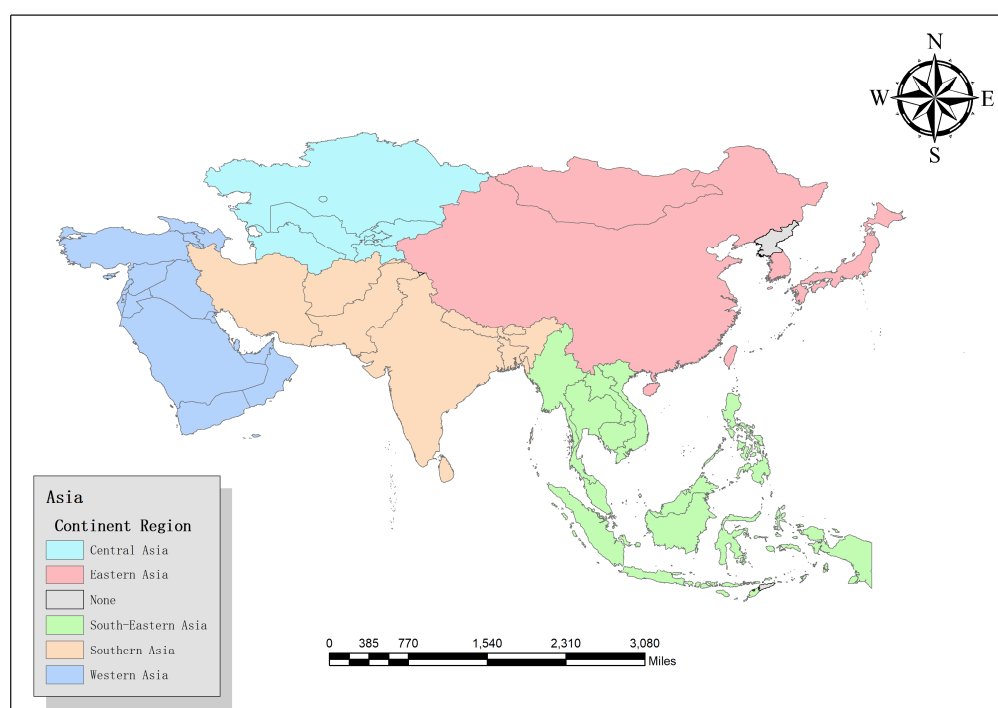 N
W E
S
Asia
Continent Region
Central Asia
Eastern Asia
None
South-Eastern Asia
Southern Asia
Western Asia
0 385 770 1,540 2,310 3,080
Miles